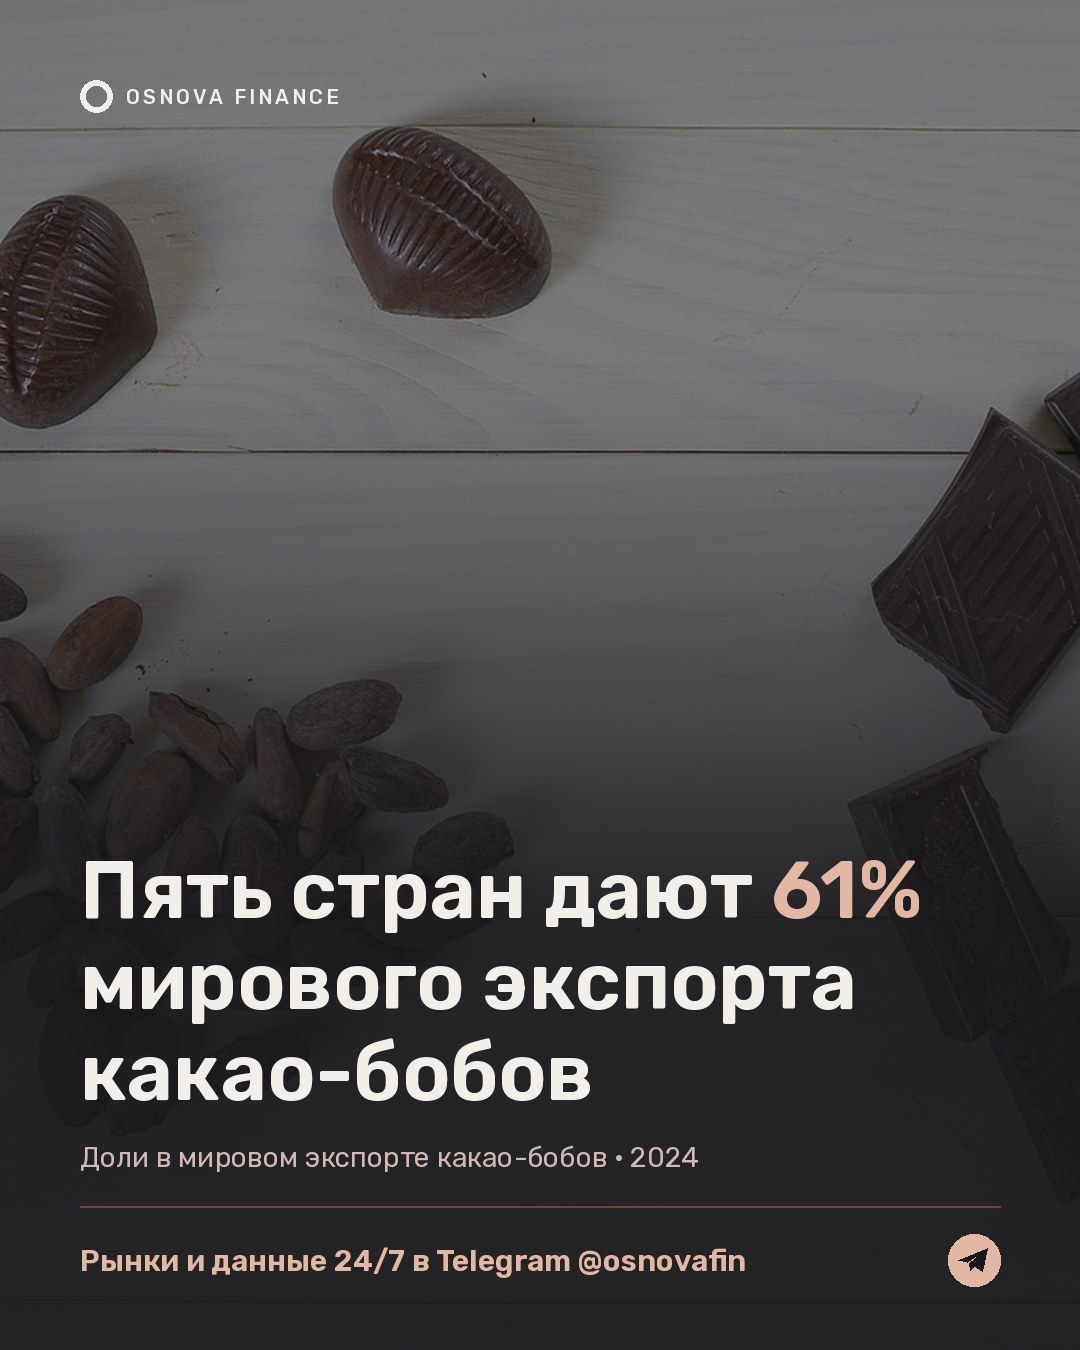 OSNOVA FINANCE
Пять стран дают 61%
мирового экспорта
какао-бобов
Доли в мировом экспорте какао-бобов • 2024
Рынки и данные 24/7 в Telegram @osnovafin